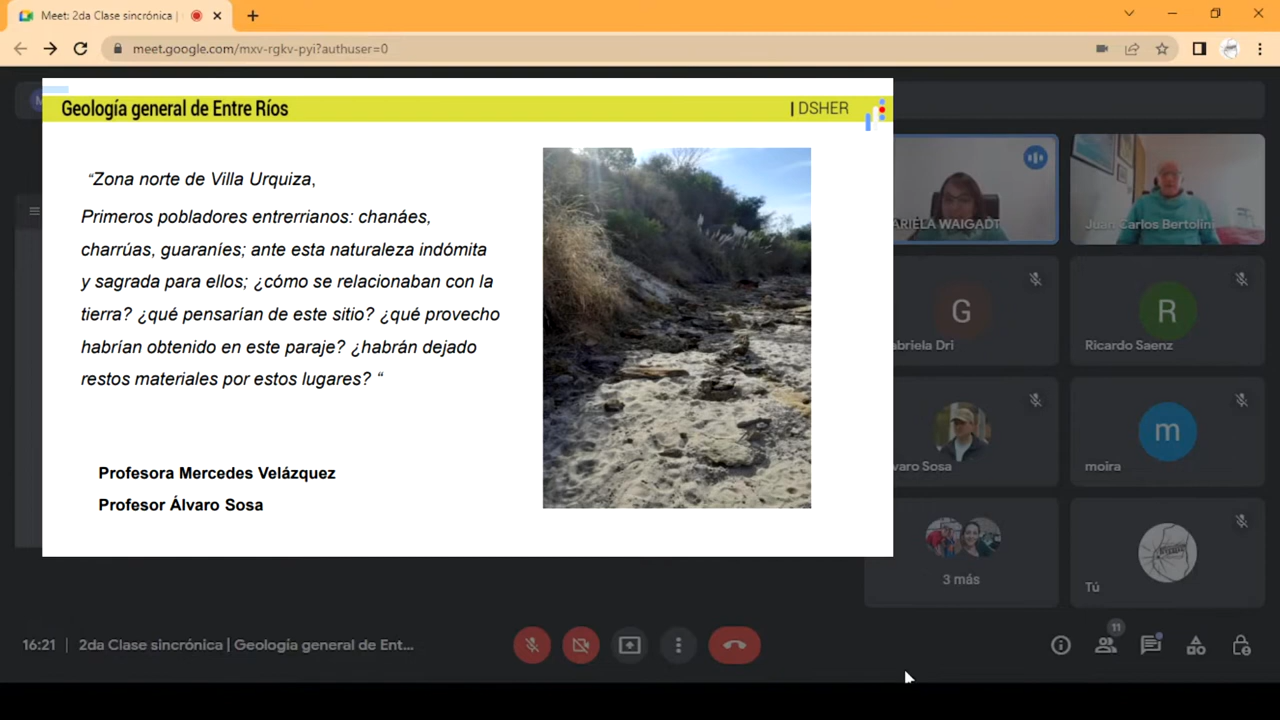 Meet: 2da Clase sincrónica |
meet.google.com/mxv-rgkv-pyi?authuser=0
Geología general de Entre Ríos
| DSHER
“Zona norte de Villa Urquiza,
Primeros pobladores entrerrianos: chanáes,
charrúas, guaraníes; ante esta naturaleza indómita
y sagrada para ellos; ¿cómo se relacionaban con la
tierra? ¿qué pensarían de este sitio? ¿qué provecho
habrían obtenido en este paraje? ¿habrán dejado
restos materiales por estos lugares? “
Profesora Mercedes Velázquez
Profesor Álvaro Sosa
ARIELA WAIGADT
Juan Carlos Bertolini
G
abriela Dri
R
Ricardo Saenz
varo Sosa
m
moira
3 más
Tú
16:21 | 2da Clase sincrónica | Geología general de Ent...
11